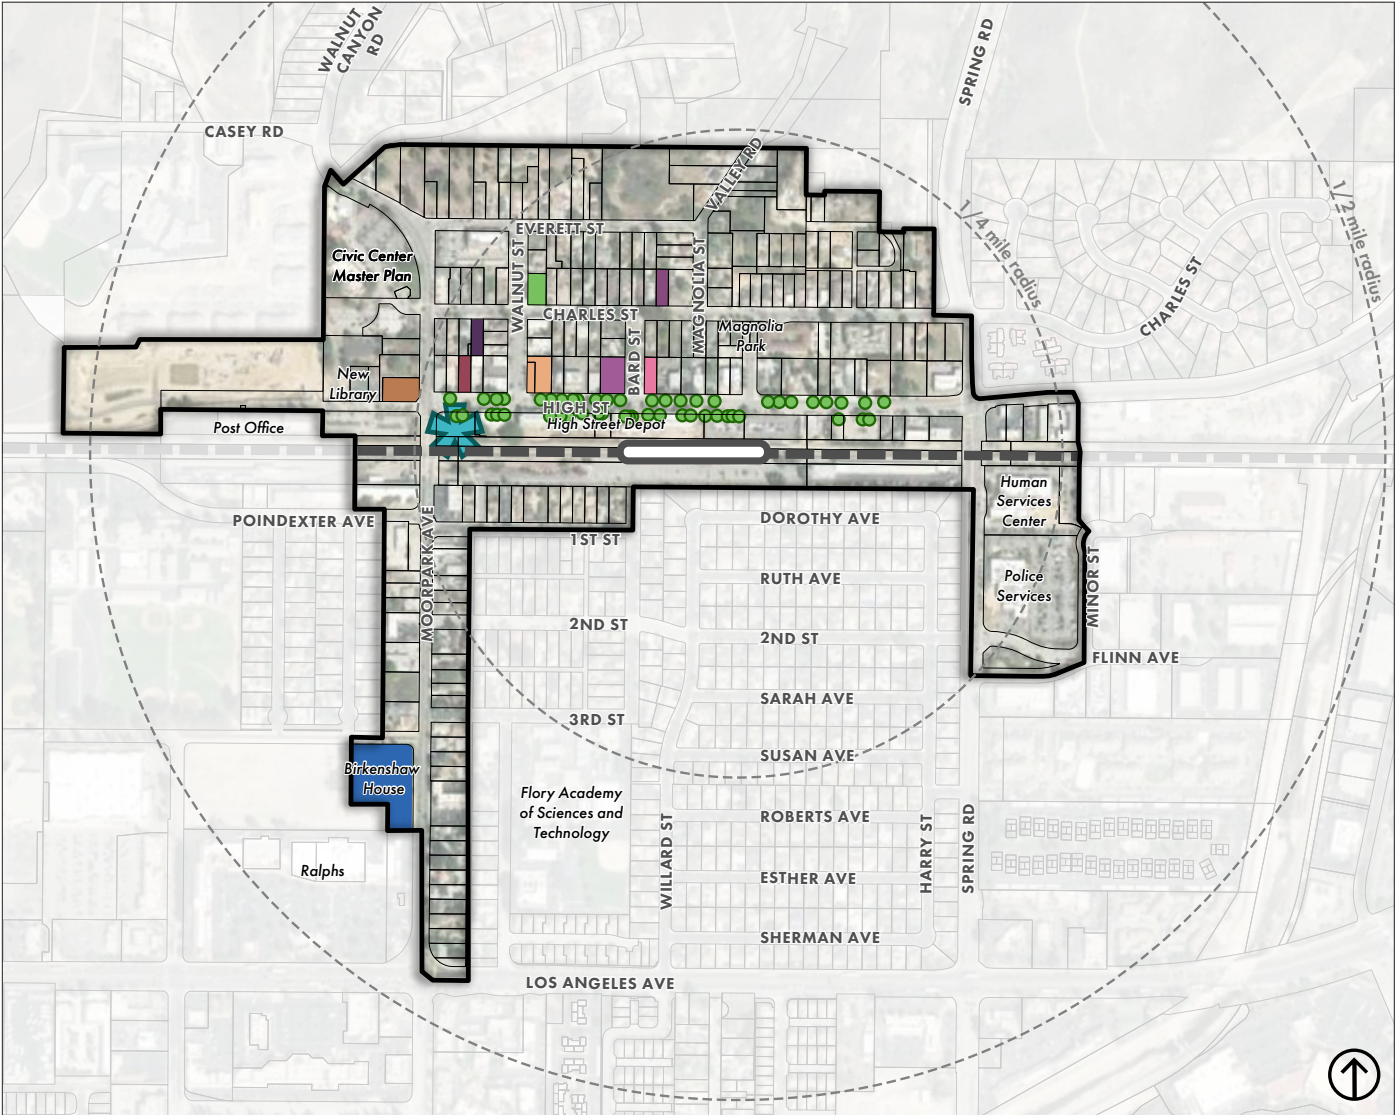 WALNUT
CANYON
RD
SPRING RD
CASEY RD
VALLEY RD
1/4 mile radius
1/2 mile radius
EVERETT ST
Civic Center
Master Plan
WALNUT ST
MAGNOLIA ST
CHARLES ST
CHARLES ST
Magnolia
Park
BARD ST
New
Library
HIGH ST
High Street Depot
Post Office
Human
Services
Center
POINDEXTER AVE
MOORPARK AVE
1ST ST
DOROTHY AVE
RUTH AVE
Police
Services
MINOR ST
2ND ST
2ND ST
FLINN AVE
SARAH AVE
3RD ST
SUSAN AVE
Birkenshaw
House
Flory Academy
of Sciences and
Technology
WILLARD ST
ROBERTS AVE
HARRY ST
SPRING RD
Ralphs
ESTHER AVE
SHERMAN AVE
LOS ANGELES AVE